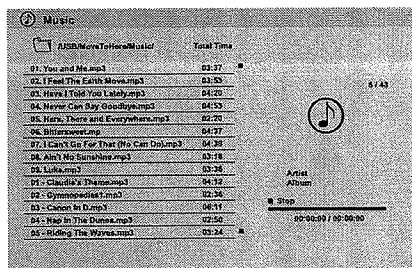 Music
/USB/MoveToHere/Music/ Total Time
01. You and Me.mp3 03:37
02. I Feel The Earth Move.mp3 03:53
03. Have I Told You Lately.mp3 04:20
04. Never Can Say Goodbye.mp3 04:53
05. Here, There and Everywhere.mp3 02:20
06. Bittersweet.mp 04:37
07. I Can't Go For That (No Can Do).mp3 04:38
08. Ain't No Sunshine.mp3 03:18
09. Luka.mp3 03:38
01 - Claudia's Theme.mp3 04:12
02 - Gymnopedies1.mp3 02:36
03 - Canon In D.mp3 06:11
04 - Nap In The Dunes.mp3 02:50
05 - Riding The Waves.mp3 03:24
6 / 43
Artist
Album
Stop
00:00:00 / 00:00:00